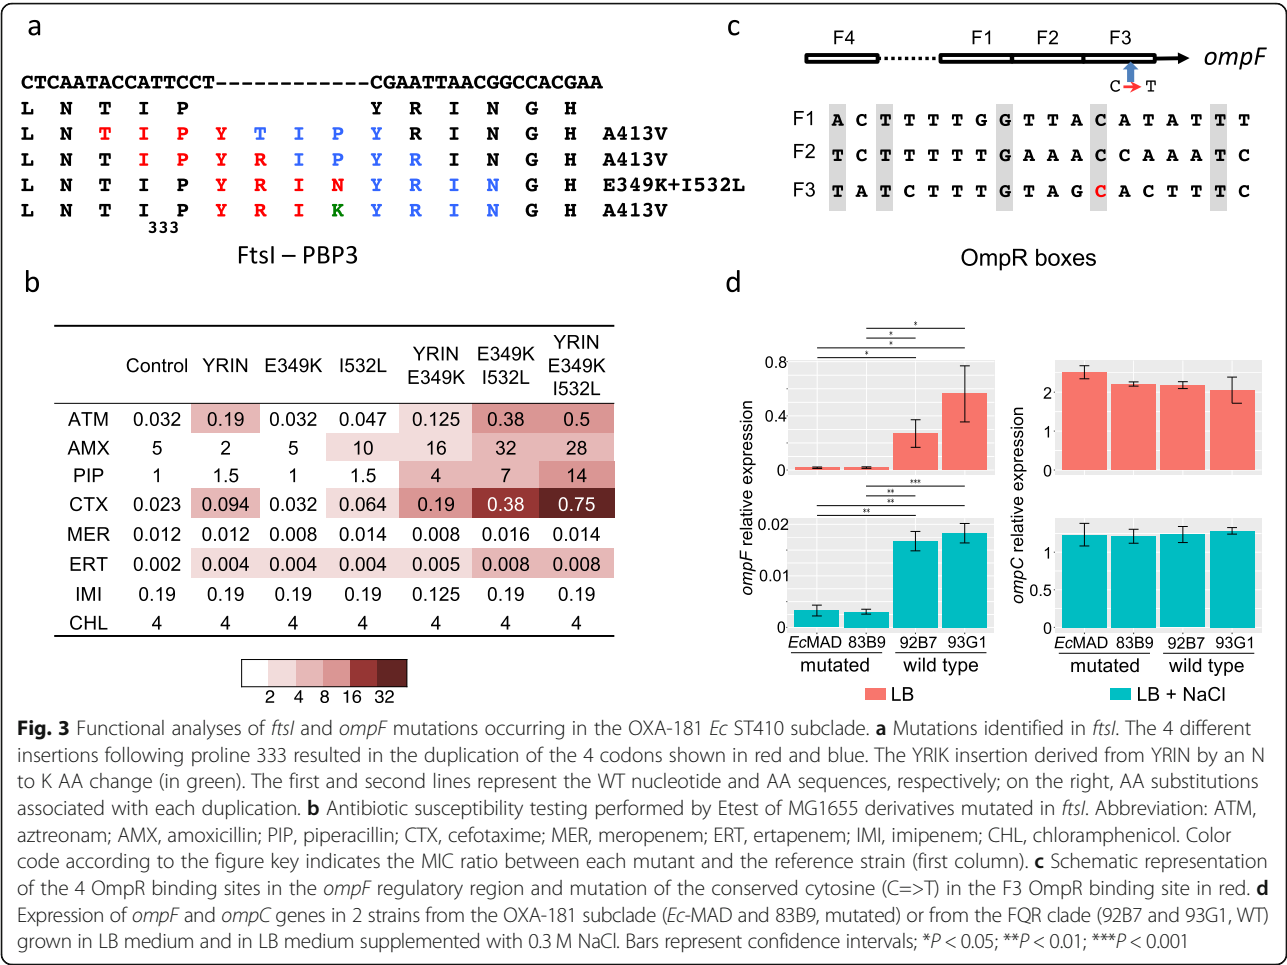 a
CTCAATACCATTCCT------------CGAATTAACGGCCACGAA
L N T I P Y R I N G H
L N T I P Y T I P Y R I N G H A413V
L N T I P Y R I P Y R I N G H A413V
L N T I P Y R I N Y R I N G H E349K+I532L
L N T I P Y R I K Y R I N G H A413V
333
FtsI – PBP3
b
Control YRIN E349K I532L YRIN E349K E349K I532L YRIN E349K I532L
ATM 0.032 0.19 0.032 0.047 0.125 0.38 0.5
AMX 5 2 5 10 16 32 28
PIP 1 1.5 1 1.5 4 7 14
CTX 0.023 0.094 0.032 0.064 0.19 0.38 0.75
MER 0.012 0.012 0.008 0.014 0.008 0.016 0.014
ERT 0.002 0.004 0.004 0.004 0.005 0.008 0.008
IMI 0.19 0.19 0.19 0.19 0.125 0.19 0.19
CHL 4 4 4 4 4 4 4
2 4 8 16 32
c
F4 F1 F2 F3
ompF
C T
F1 A C T T T T G G T T A C A T A T T T
F2 T C T T T T T G A A A C C A A A T C
F3 T A T C T T T G T A G C A C T T T C
OmpR boxes
d
*
*
*
*
0.8
0.4
0
ompF relative expression
***
**
**
**
0.02
0.01
0
2
1
0
ompC relative expression
1
0.5
0
EcMAD 83B9 92B7 93G1
mutated wild type
EcMAD 83B9 92B7 93G1
mutated wild type
LB
LB + NaCl
Fig. 3 Functional analyses of ftsI and ompF mutations occurring in the OXA-181 Ec ST410 subclade. a Mutations identified in ftsI. The 4 different
insertions following proline 333 resulted in the duplication of the 4 codons shown in red and blue. The YRIK insertion derived from YRIN by an N
to K AA change (in green). The first and second lines represent the WT nucleotide and AA sequences, respectively; on the right, AA substitutions
associated with each duplication. b Antibiotic susceptibility testing performed by Etest of MG1655 derivatives mutated in ftsI. Abbreviation: ATM,
aztreonam; AMX, amoxicillin; PIP, piperacillin; CTX, cefotaxime; MER, meropenem; ERT, ertapenem; IMI, imipenem; CHL, chloramphenicol. Color
code according to the figure key indicates the MIC ratio between each mutant and the reference strain (first column). c Schematic representation
of the 4 OmpR binding sites in the ompF regulatory region and mutation of the conserved cytosine (C=>T) in the F3 OmpR binding site in red. d
Expression of ompF and ompC genes in 2 strains from the OXA-181 subclade (Ec-MAD and 83B9, mutated) or from the FQR clade (92B7 and 93G1, WT)
grown in LB medium and in LB medium supplemented with 0.3 M NaCl. Bars represent confidence intervals; *P < 0.05; **P < 0.01; ***P < 0.001